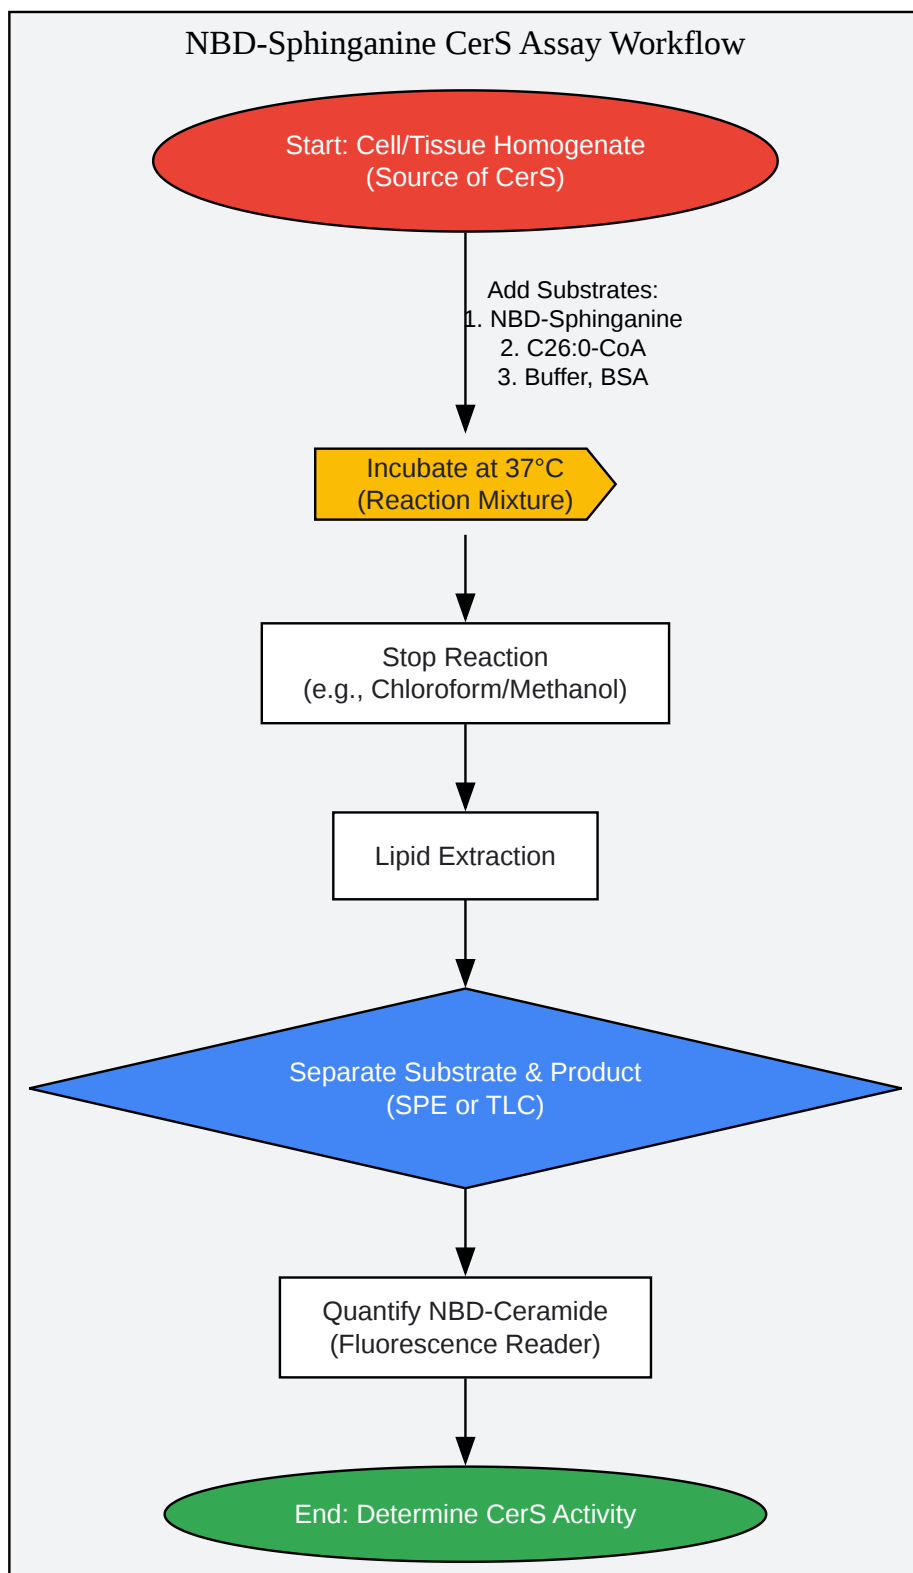 NBD-Sphinganine CerS Assay Workflow
Start: Cell/Tissue Homogenate
(Source of CerS)
Add Substrates:
1. NBD-Sphinganine
2. C26:0-CoA
3. Buffer, BSA
Incubate at 37°C
(Reaction Mixture)
Stop Reaction
(e.g., Chloroform/Methanol)
Lipid Extraction
Separate Substrate & Product
(SPE or TLC)
Quantify NBD-Ceramide
(Fluorescence Reader)
End: Determine CerS Activity